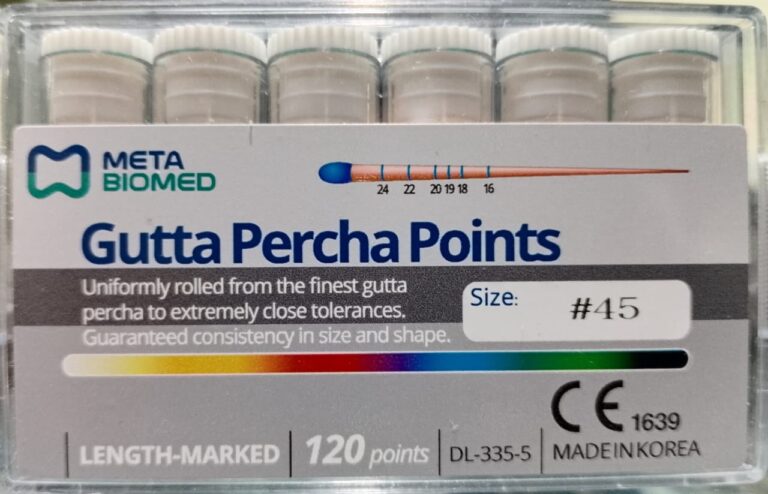 META
BIOMED
24 22 20 19 18 16
Gutta Percha Points
Uniformly rolled from the finest gutta
percha to extremely close tolerances.
Guaranteed consistency in size and shape.
Size: #45
CE 1639
LENGTH-MARKED 120 points DL-335-5 MADE IN KOREA